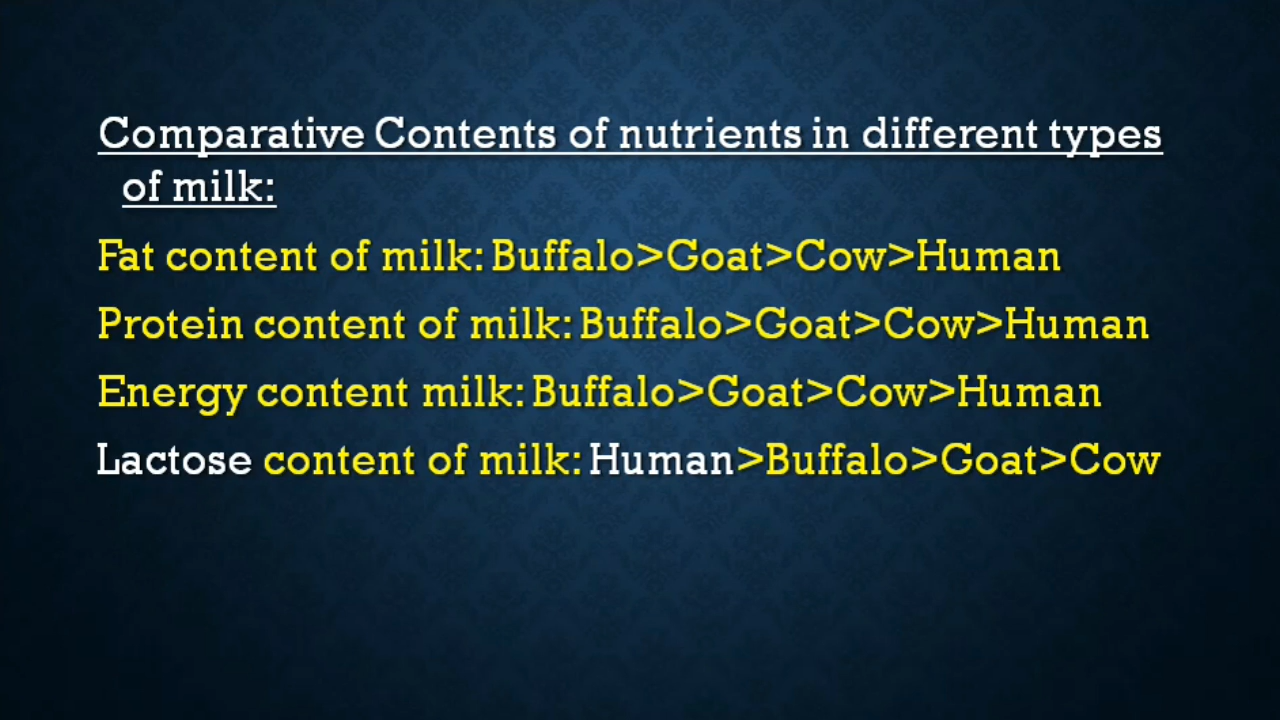 Comparative Contents of nutrients in different types
of milk:
Fat content of milk: Buffalo>Goat>Cow>Human
Protein content of milk: Buffalo>Goat>Cow>Human
Energy content milk: Buffalo>Goat>Cow>Human
Lactose content of milk: Human>Buffalo>Goat>Cow